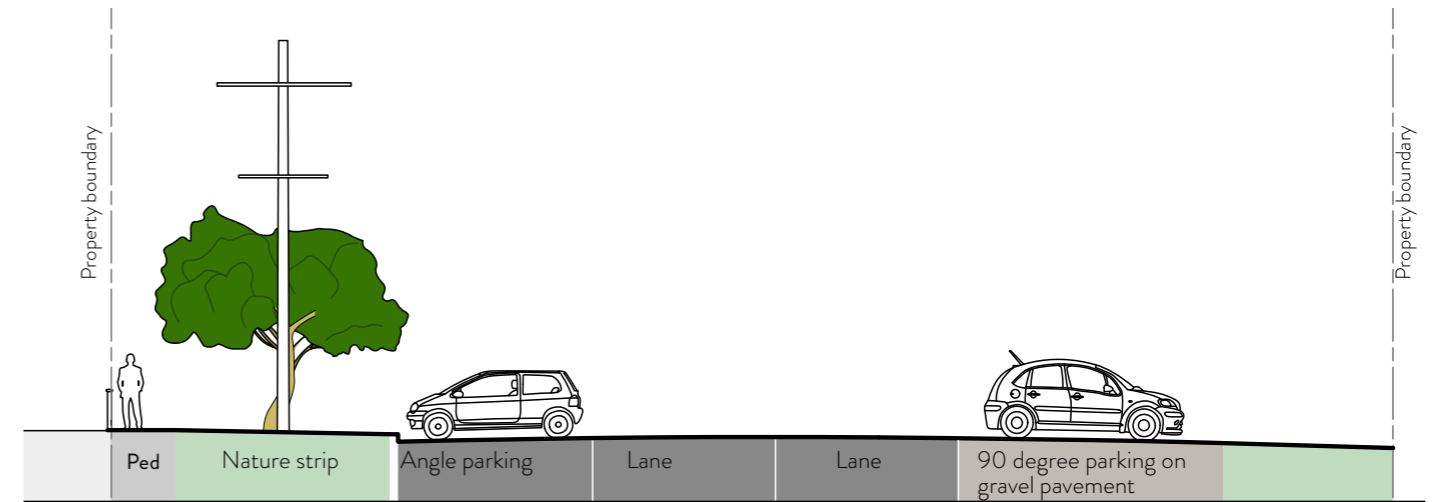 Property boundary
Property boundary
Ped
Nature strip
Angle parking
Lane
Lane
90 degree parking on
gravel pavement